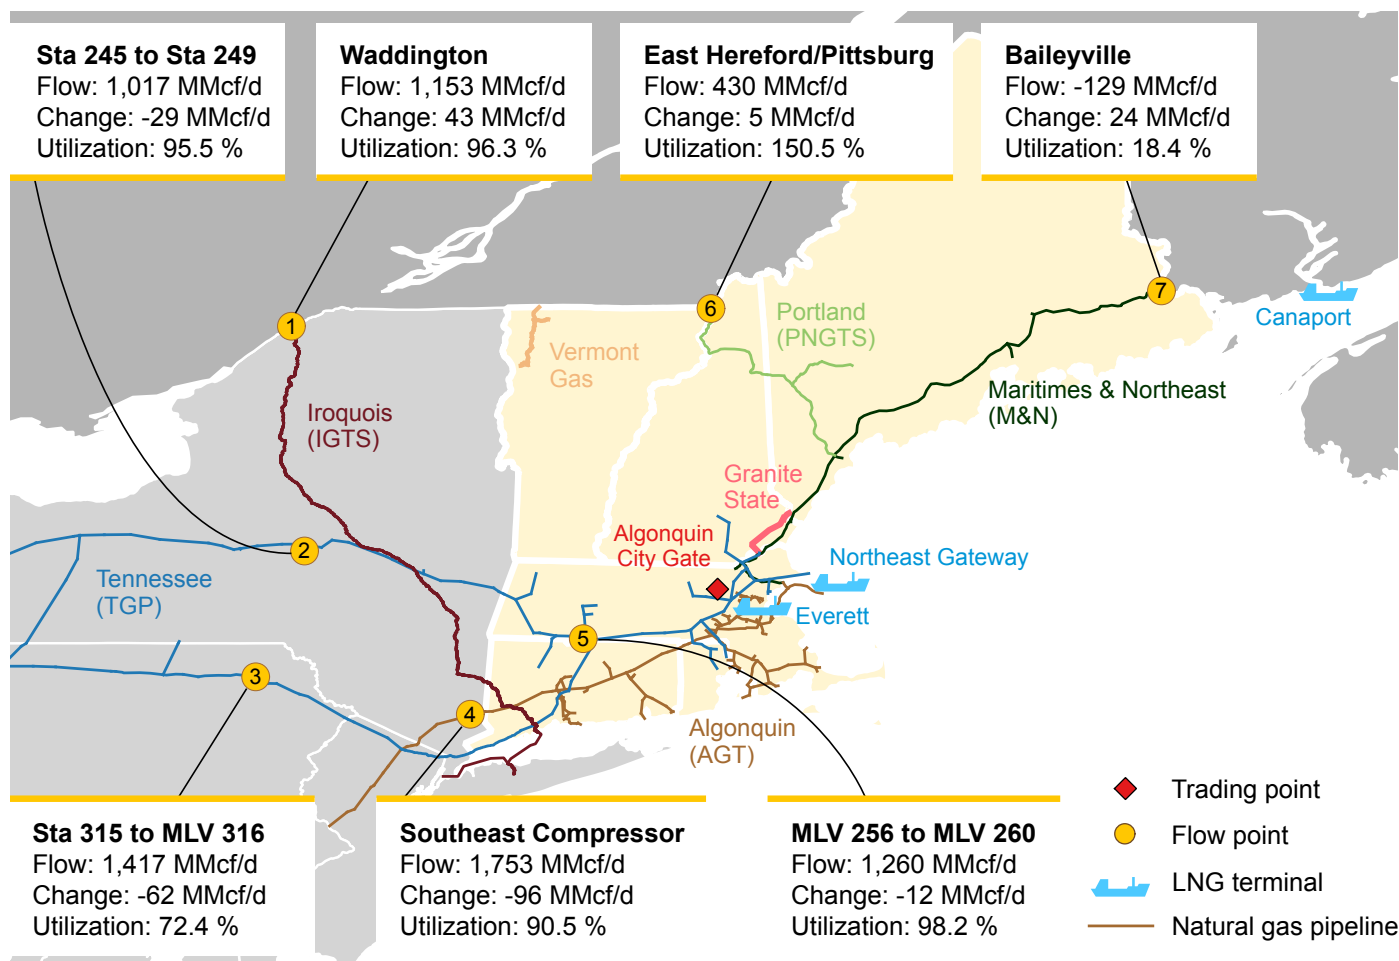 Sta 245 to Sta 249
Flow: 1,017 MMcf/d
Change: -29 MMcf/d
Utilization: 95.5 %
Waddington
Flow: 1,153 MMcf/d
Change: 43 MMcf/d
Utilization: 96.3 %
East Hereford/Pittsburg
Flow: 430 MMcf/d
Change: 5 MMcf/d
Utilization: 150.5 %
Baileyville
Flow: -129 MMcf/d
Change: 24 MMcf/d
Utilization: 18.4 %
7
6
1
Portland
(PNGTS)
Canaport
Vermont
Gas
Maritimes & Northeast
(M&N)
Iroquois
(IGTS)
Granite
State
Algonquin
City Gate
2
Northeast Gateway
Tennessee
(TGP)
Everett
5
3
4
Algonquin
(AGT)
Sta 315 to MLV 316
Flow: 1,417 MMcf/d
Change: -62 MMcf/d
Utilization: 72.4 %
Southeast Compressor
Flow: 1,753 MMcf/d
Change: -96 MMcf/d
Utilization: 90.5 %
MLV 256 to MLV 260
Flow: 1,260 MMcf/d
Change: -12 MMcf/d
Utilization: 98.2 %
Trading point
Flow point
LNG terminal
Natural gas pipeline